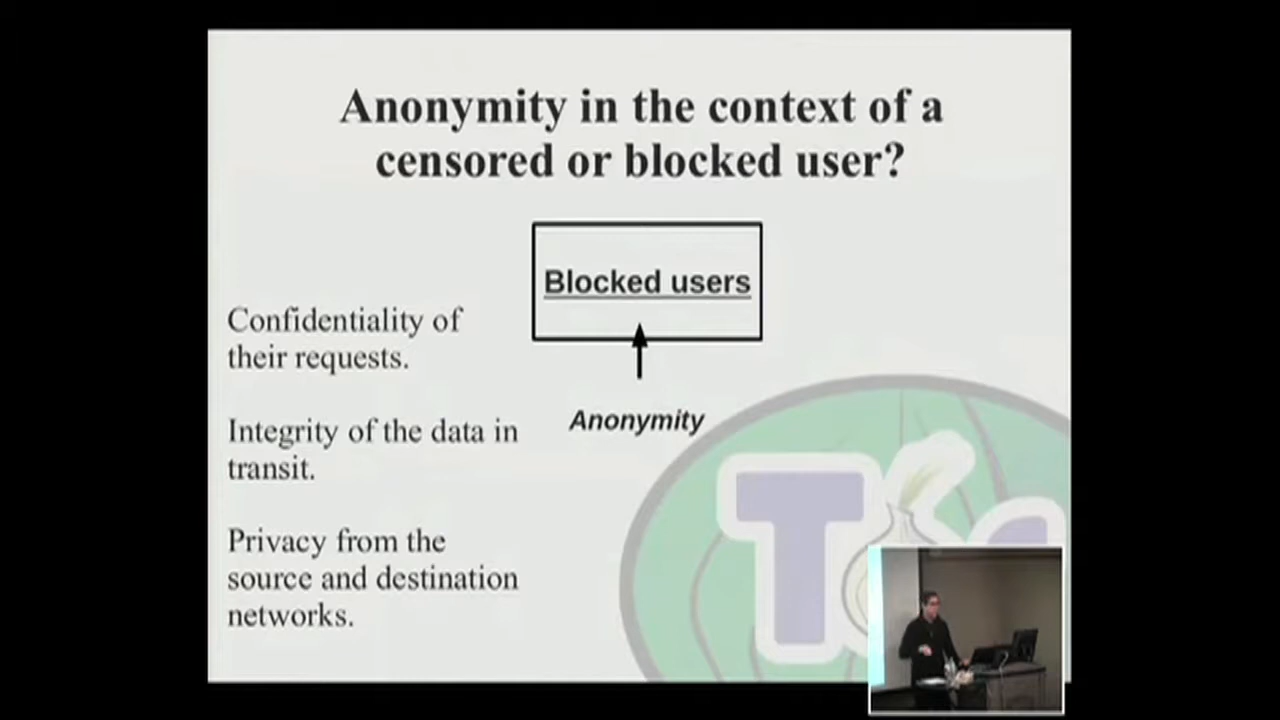 Anonymity in the context of a
censored or blocked user?
Blocked users
Anonymity
Confidentiality of
their requests.
Integrity of the data in
transit.
Privacy from the
source and destination
networks.
T